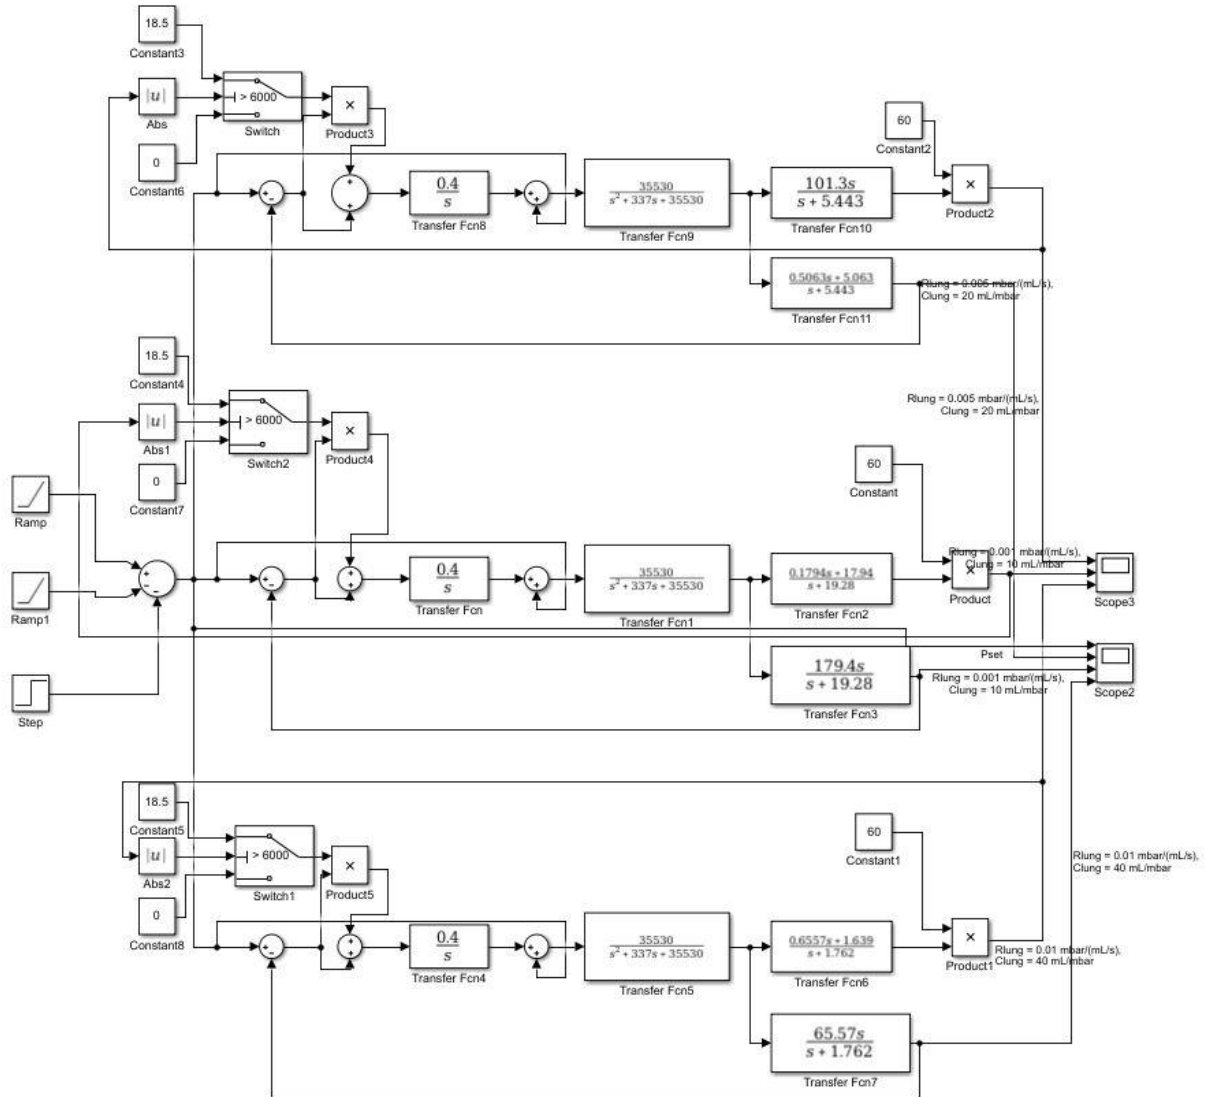 18.5
Constant3
|u|
Abs
> 6000
Switch
×
Product3
0
Constant6
60
Constant2
×
Product2
+
-
+
+
0.4
s
Transfer Fcn8
+
+
35530
s² + 337s + 35530
Transfer Fcn9
101.3s
s + 5.443
Transfer Fcn10
0.5063s + 5.063
s + 5.443
Transfer Fcn11
Rlung = 0.005 mbar/(mL/s),
Clung = 20 mL/mbar
18.5
Constant4
|u|
Abs1
> 6000
Switch2
×
Product4
0
Constant7
Rlung = 0.005 mbar/(mL/s),
Clung = 20 mL/mbar
60
Constant
Ramp
Ramp1
Step
+
-
-
+
-
+
+
0.4
s
Transfer Fcn
+
+
35530
s² + 337s + 35530
Transfer Fcn1
0.1794s + 17.94
s + 19.28
Transfer Fcn2
×
Product
Rlung = 0.001 mbar/(mL/s),
Clung = 10 mL/mbar
Scope3
179.4s
s + 19.28
Transfer Fcn3
Pset
Rlung = 0.001 mbar/(mL/s),
Clung = 10 mL/mbar
Scope2
18.5
Constant5
|u|
Abs2
> 6000
Switch1
×
Product5
0
Constant8
60
Constant1
Rlung = 0.01 mbar/(mL/s),
Clung = 40 mL/mbar
+
-
+
+
0.4
s
Transfer Fcn4
+
+
35530
s² + 337s + 35530
Transfer Fcn5
0.6557s + 1.639
s + 1.762
Transfer Fcn6
×
Product1
Rlung = 0.01 mbar/(mL/s),
Clung = 40 mL/mbar
65.57s
s + 1.762
Transfer Fcn7